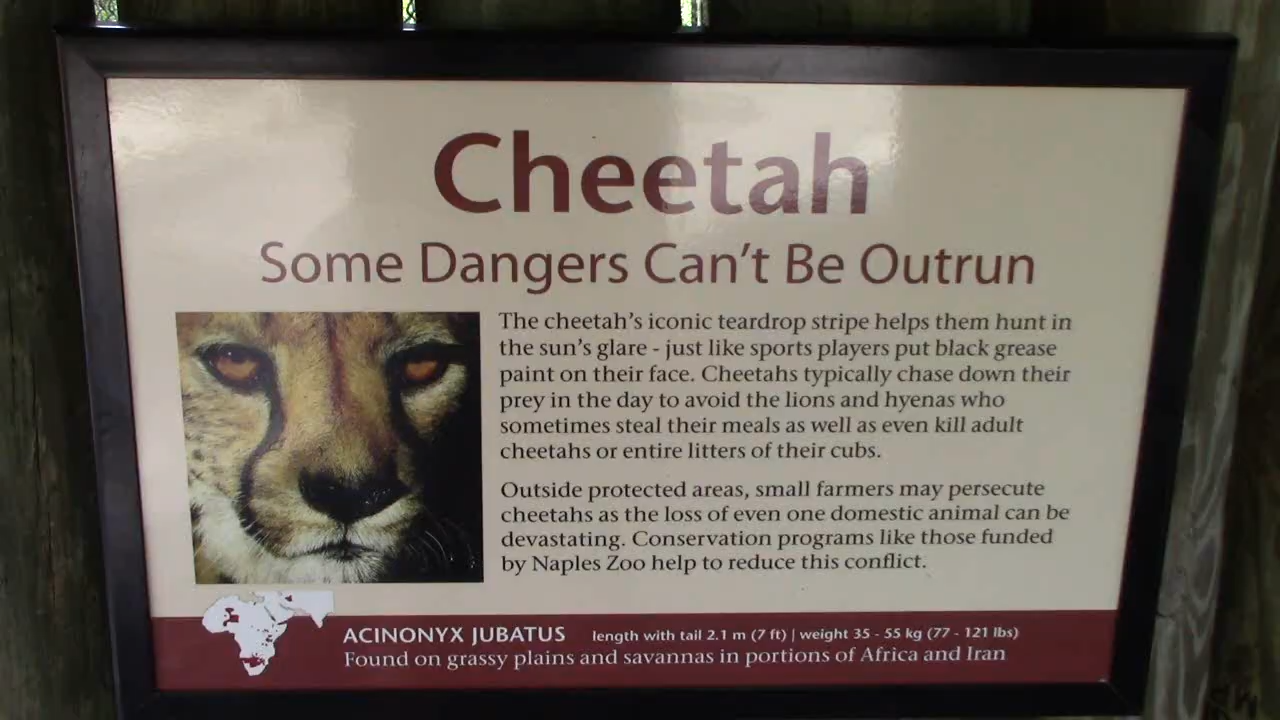 Cheetah
Some Dangers Can't Be Outrun
The cheetah's iconic teardrop stripe helps them hunt in
the sun's glare - just like sports players put black grease
paint on their face. Cheetahs typically chase down their
prey in the day to avoid the lions and hyenas who
sometimes steal their meals as well as even kill adult
cheetahs or entire litters of their cubs.
Outside protected areas, small farmers may persecute
cheetahs as the loss of even one domestic animal can be
devastating. Conservation programs like those funded
by Naples Zoo help to reduce this conflict.
ACINONYX JUBATUS length with tail 2.1 m (7 ft) | weight 35 - 55 kg (77 - 121 lbs)
Found on grassy plains and savannas in portions of Africa and Iran